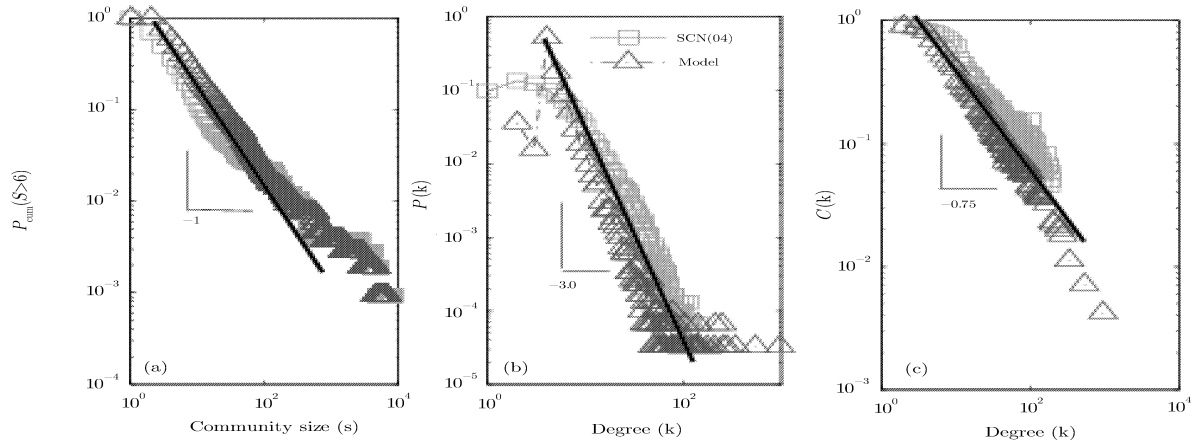 10^0
10^-1
10^-2
10^-3
10^-4
P_cum(S>6)
-1
(a)
10^0
10^2
10^4
Community size (s)
10^0
10^-1
10^-2
10^-3
10^-4
10^-5
P(k)
SCN(04)
Model
-3.0
(b)
10^0
10^2
Degree (k)
10^0
10^-1
10^-2
10^-3
C(k)
-0.75
(c)
10^0
10^2
10^4
Degree (k)